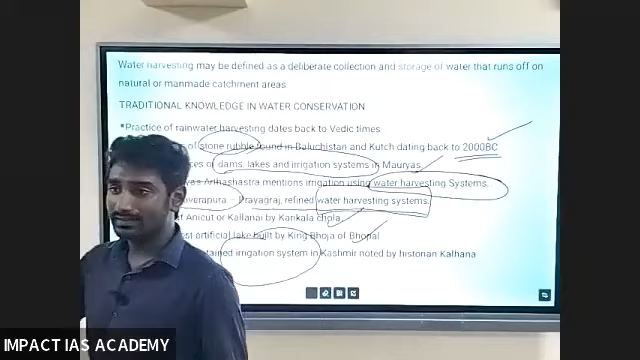 Water harvesting may be defined as a deliberate collection and storage of water that runs off on
natural or manmade catchment areas.
TRADITIONAL KNOWLEDGE IN WATER CONSERVATION
*Practice of rainwater harvesting dates back to Vedic times
of stone rubble found in Baluchistan and Kutch dating back to 2000BC
ces of dams, lakes and irrigation systems in Mauryas
as Arthashastra mentions irrigation using water harvesting Systems.
averapura - Prayagraj, refined water harvesting systems.
st Anicut or Kallanai by Karikala chola
st artificial lake built by King Bhoja of Bhopal
tained irrigation system in Kashmir noted by historian Kalhana
IMPACT IAS ACADEMY